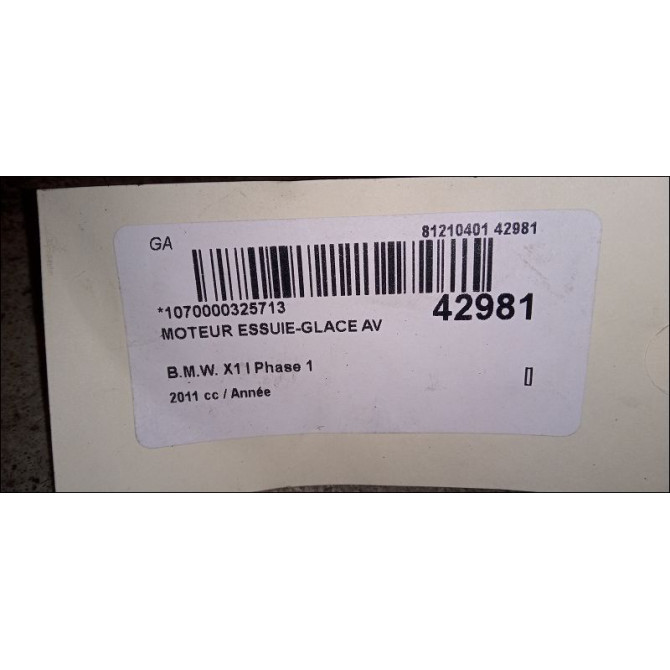 GA
81210401 42981
*1070000325713
42981
MOTEUR ESSUIE-GLACE AV
B.M.W. X1 I Phase 1
2011 cc / Année